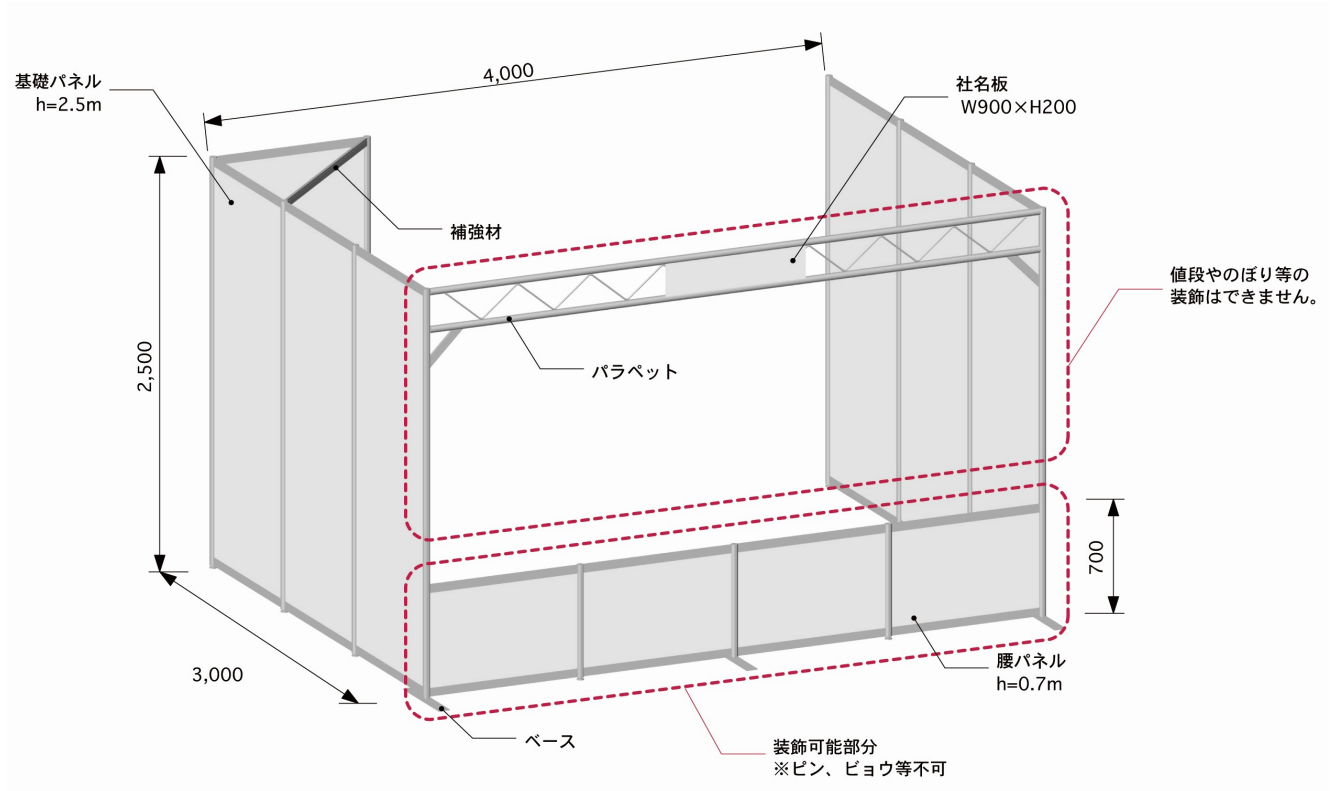 基礎パネル
h=2.5m
4,000
社名板
W900×H200
補強材
値段やのぼり等の
装飾はできません。
パラペット
2,500
700
3,000
腰パネル
h=0.7m
ベース
装飾可能部分
※ピン、ビョウ等不可